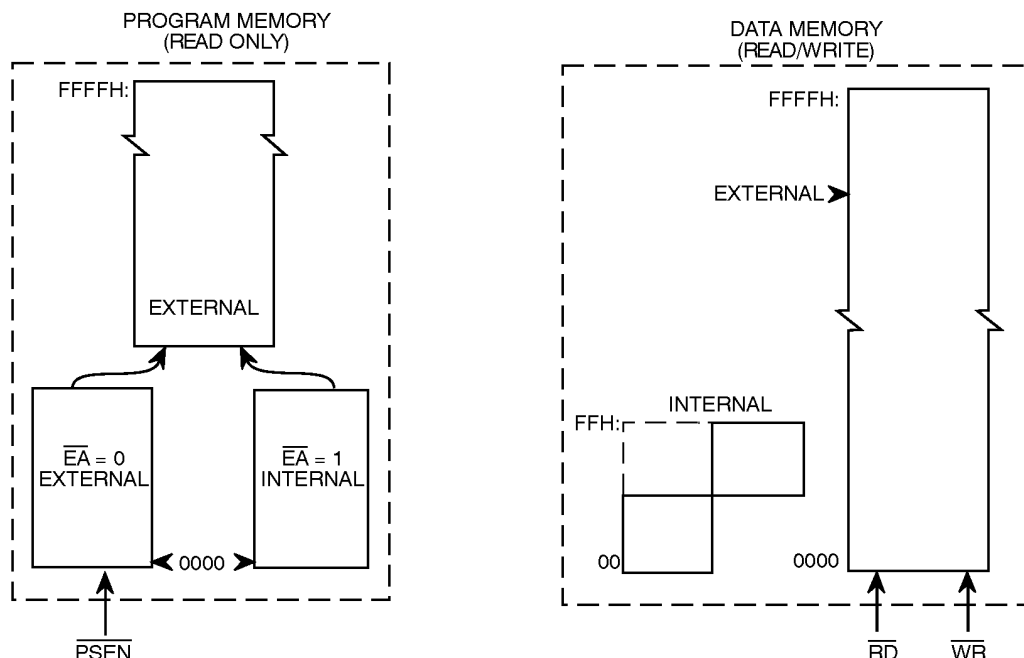 PROGRAM MEMORY
(READ ONLY)
FFFFH:
EXTERNAL
EA = 0
EXTERNAL
EA = 1
INTERNAL
0000
PSEN
DATA MEMORY
(READ/WRITE)
FFFFH:
EXTERNAL
INTERNAL
FFH:
00
0000
RD
WR